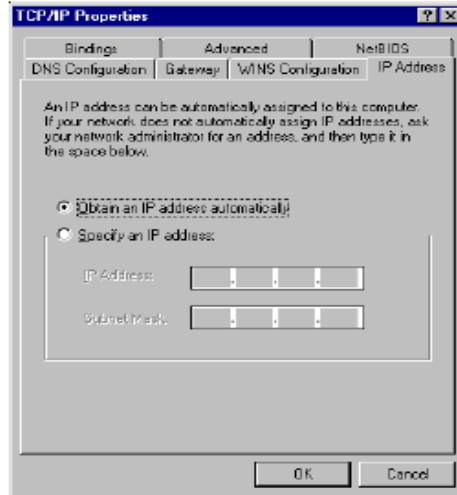 TCP/IP Properties
Bindings Advanced NetBIOS
DNS Configuration Gateway WINS Configuration IP Address
An IP address can be automatically assigned to this computer.
If your network does not automatically assign IP addresses, ask
your network administrator for an address, and then type it in
the space below.
Obtain an IP address automatically
Specify an IP address:
IP Address:
Subnet Mask:
OK Cancel